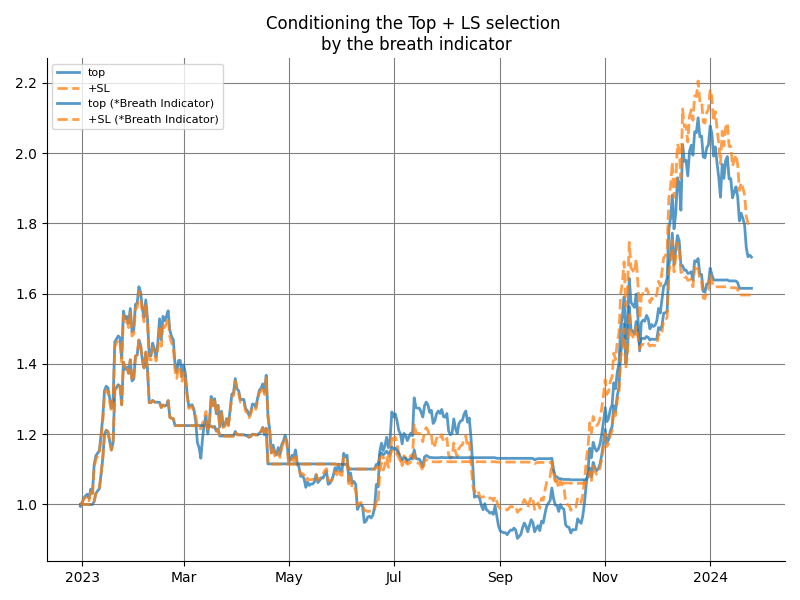 Conditioning the Top + LS selection
by the breath indicator
top
+SL
top (*Breath Indicator)
+SL (*Breath Indicator)
2.2
2.0
1.8
1.6
1.4
1.2
1.0
2023 Mar May Jul Sep Nov 2024